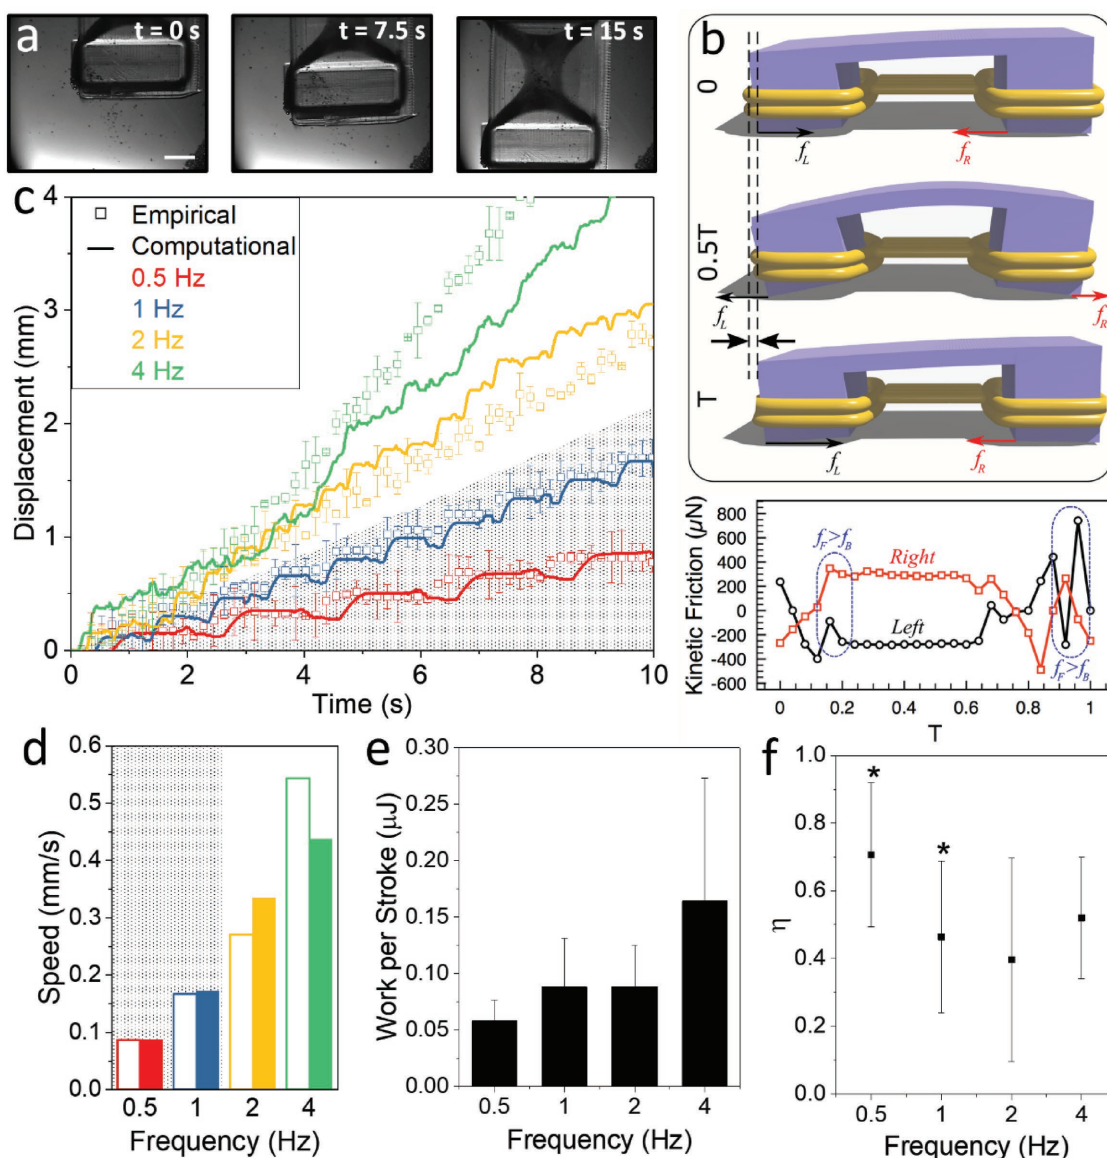 a
t = 0 s
t = 7.5 s
t = 15 s
b
0
f_L
f_R
0.5T
f_L
f_R
T
f_L
f_R
c
4
3
2
1
0
Displacement (mm)
Empirical
Computational
0.5 Hz
1 Hz
2 Hz
4 Hz
0 2 4 6 8 10
Time (s)
Kinetic Friction (μN)
800
600
400
200
0
-200
-400
-600
f_F>f_B
Right
Left
f_F>f_B
0 0.2 0.4 0.6 0.8 1
T
d
0.6
0.5
0.4
0.3
0.2
0.1
0.0
Speed (mm/s)
0.5 1 2 4
Frequency (Hz)
e
0.30
0.25
0.20
0.15
0.10
0.05
0.00
Work per Stroke (μJ)
0.5 1 2 4
Frequency (Hz)
f
1.0
0.8
0.6
0.4
0.2
0.0
η
*
*
0.5 1 2 4
Frequency (Hz)